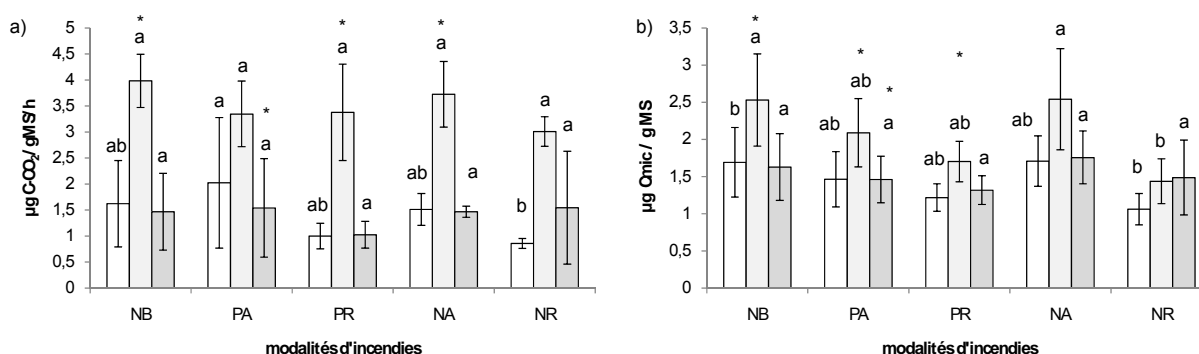 a)
µg C-CO₂ / gMS/ h
5
4,5
4
3,5
3
2,5
2
1,5
1
0,5
0
* * *
a a a a a
ab a * a ab a ab a b a
NB PA PR NA NR
modalités d'incendies
b)
µg Cmic / gMS
3,5
3
2,5
2
1,5
1
0,5
0
* * * a
a ab * ab b a
b a ab a ab a ab a b
NB PA PR NA NR
modalités d'incendies